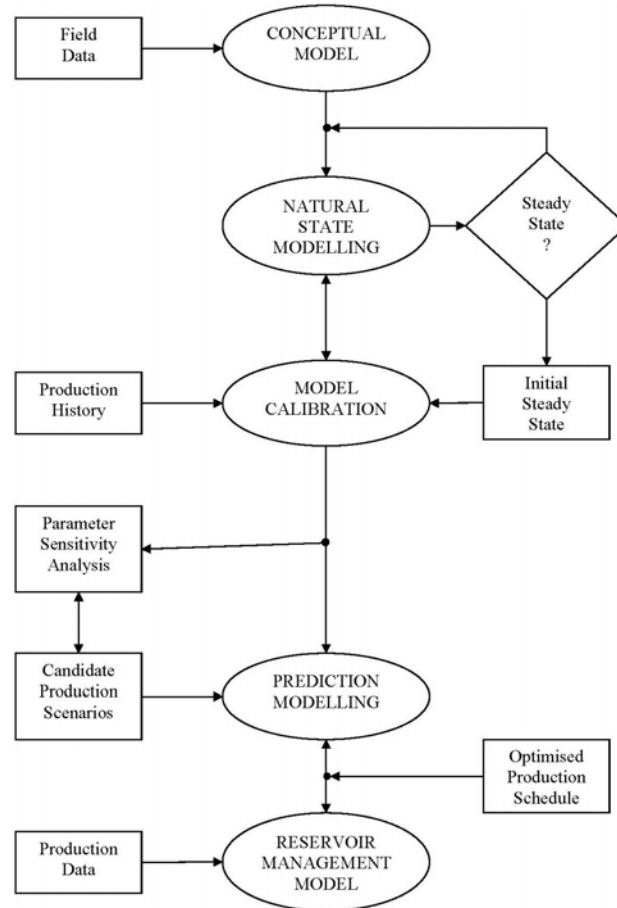 Field
Data
CONCEPTUAL
MODEL
NATURAL
STATE
MODELLING
Steady
State
?
Production
History
MODEL
CALIBRATION
Initial
Steady
State
Parameter
Sensitivity
Analysis
Candidate
Production
Scenarios
PREDICTION
MODELLING
Optimised
Production
Schedule
Production
Data
RESERVOIR
MANAGEMENT
MODEL